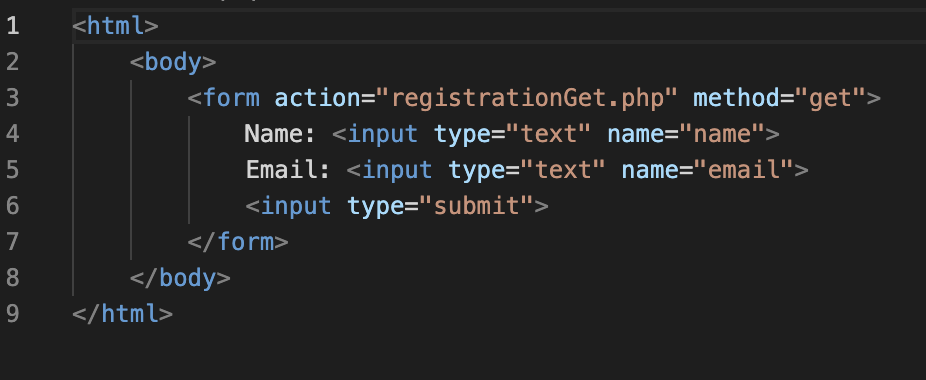 1 <html>
2 <body>
3 <form action="registrationGet.php" method="get">
4 Name: <input type="text" name="name">
5 Email: <input type="text" name="email">
6 <input type="submit">
7 </form>
8 </body>
9 </html>